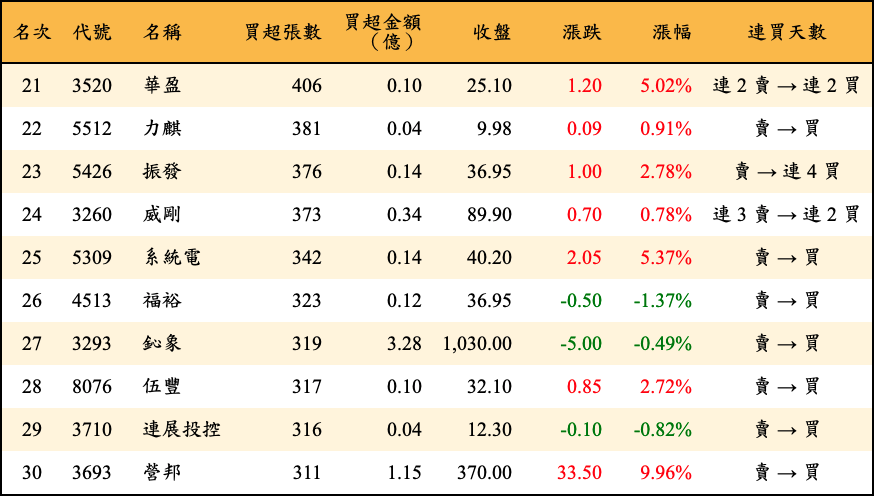 名次 代號 名稱 買超張數 買超金額（億） 收盤 漲跌 漲幅 連買天數
21 3520 華盈 406 0.10 25.10 1.20 5.02% 連 2 賣 → 連 2 買
22 5512 力麒 381 0.04 9.98 0.09 0.91% 賣 → 買
23 5426 振發 376 0.14 36.95 1.00 2.78% 賣 → 連 4 買
24 3260 威剛 373 0.34 89.90 0.70 0.78% 連 3 賣 → 連 2 買
25 5309 系統電 342 0.14 40.20 2.05 5.37% 賣 → 買
26 4513 福裕 323 0.12 36.95 -0.50 -1.37% 賣 → 買
27 3293 鈊象 319 3.28 1,030.00 -5.00 -0.49% 賣 → 買
28 8076 伍豐 317 0.10 32.10 0.85 2.72% 賣 → 買
29 3710 連展投控 316 0.04 12.30 -0.10 -0.82% 賣 → 買
30 3693 營邦 311 1.15 370.00 33.50 9.96% 賣 → 買